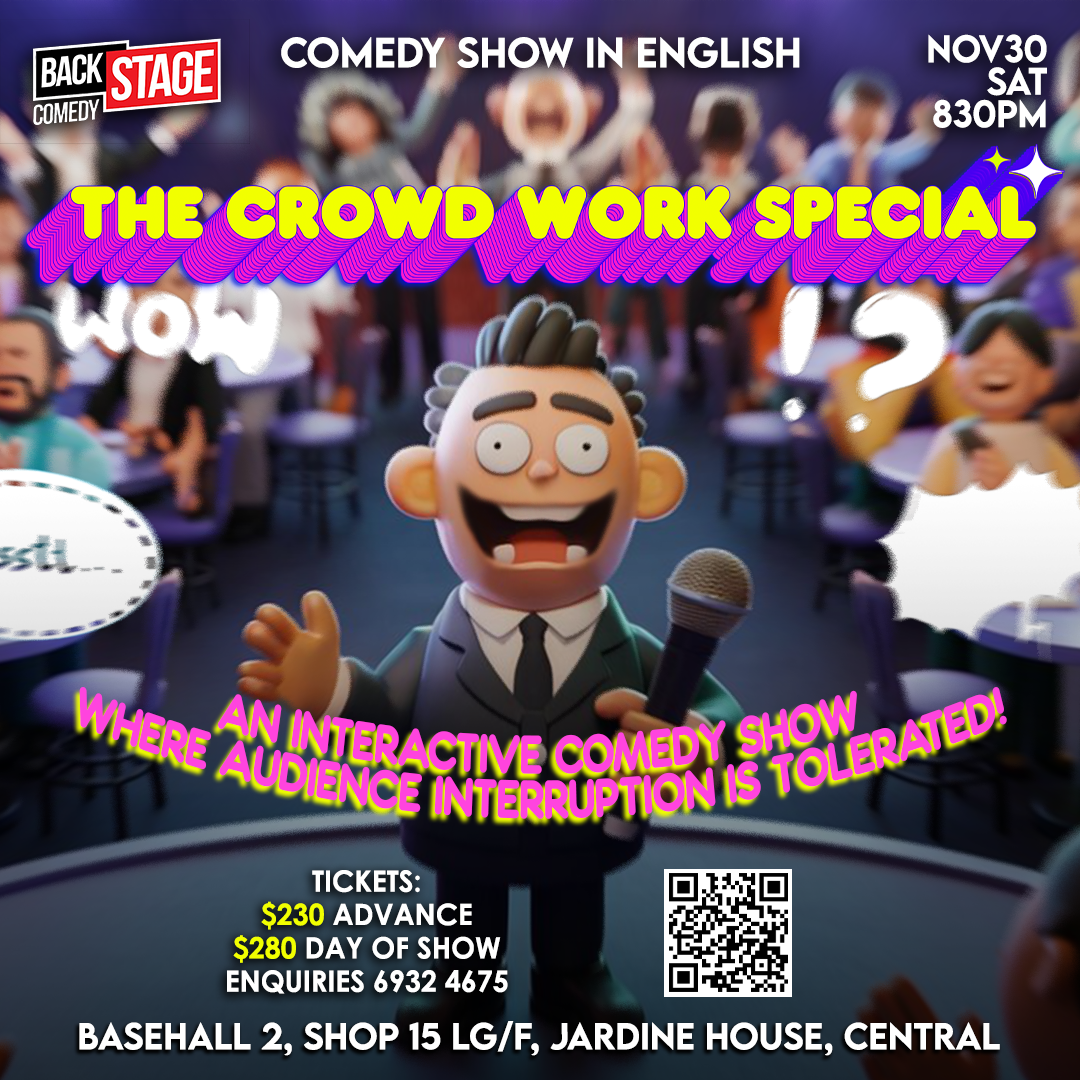 BACK STAGE
COMEDY
COMEDY SHOW IN ENGLISH
NOV30
SAT
830PM
THE CROWD WORK SPECIAL
WOW
!?
AN INTERACTIVE COMEDY SHOW
WHERE AUDIENCE INTERRUPTION IS TOLERATED!
TICKETS:
$230 ADVANCE
$280 DAY OF SHOW
ENQUIRIES 6932 4675
BASEHALL 2, SHOP 15 LG/F, JARDINE HOUSE, CENTRAL